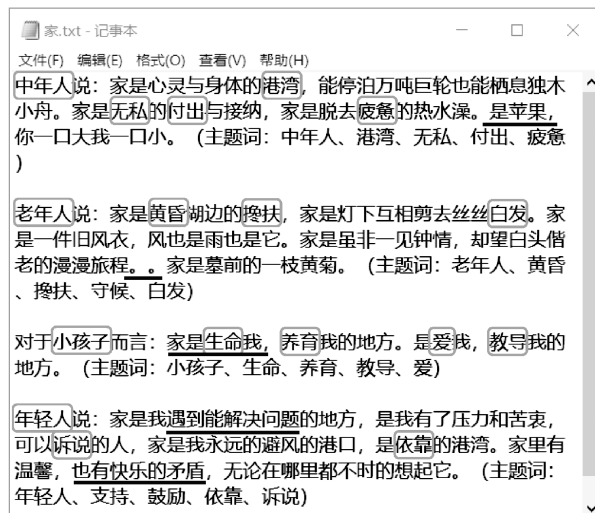 家.txt - 记事本
文件(F) 编辑(E) 格式(O) 查看(V) 帮助(H)
中年人说：家是心灵与身体的港湾，能停泊万吨巨轮也能栖息独木
小舟。家是无私的付出与接纳，家是脱去疲惫的热水澡。是苹果，
你一口大我一口小。（主题词：中年人、港湾、无私、付出、疲惫
）
老年人说：家是黄昏湖边的搀扶，家是灯下互相剪去丝丝白发。家
是一件旧风衣，风也是雨也是它。家是虽非一见钟情，却望白头偕
老的漫漫旅程。。家是墓前的一枝黄菊。（主题词：老年人、黄昏
、搀扶、守候、白发）
对于小孩子而言：家是生命我，养育我的地方。是爱我，教导我的
地方。（主题词：小孩子、生命、养育、教导、爱）
年轻人说：家是我遇到能解决问题的地方，是我有了压力和苦衷，
可以诉说的人，家是我永远的避风的港口，是依靠的港湾。家里有
温馨，也有快乐的矛盾，无论在哪里都不时的想起它。（主题词：
年轻人、支持、鼓励、依靠、诉说）